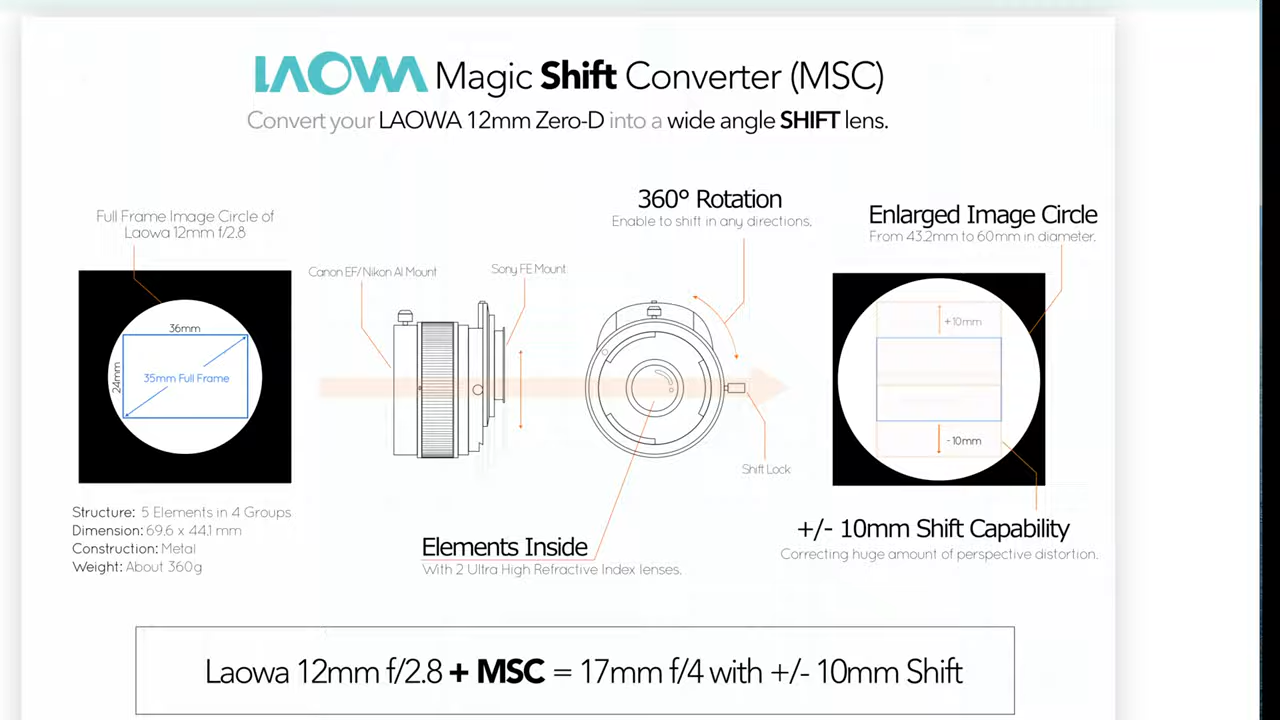 LAOWA Magic Shift Converter (MSC)
Convert your LAOWA 12mm Zero-D into a wide angle SHIFT lens.
Full Frame Image Circle of
Laowa 12mm f/2.8
36mm
24mm
35mm Full Frame
Structure: 5 Elements in 4 Groups
Dimension: 69.6 x 44.1 mm
Construction: Metal
Weight: About 360g
Canon EF/Nikon AI Mount
Sony FE Mount
360° Rotation
Enable to shift in any directions.
Shift Lock
Elements Inside
With 2 Ultra High Refractive Index lenses.
Enlarged Image Circle
From 43.2mm to 60mm in diameter.
+10mm
-10mm
+/- 10mm Shift Capability
Correcting huge amount of perspective distortion.
Laowa 12mm f/2.8 + MSC = 17mm f/4 with +/- 10mm Shift